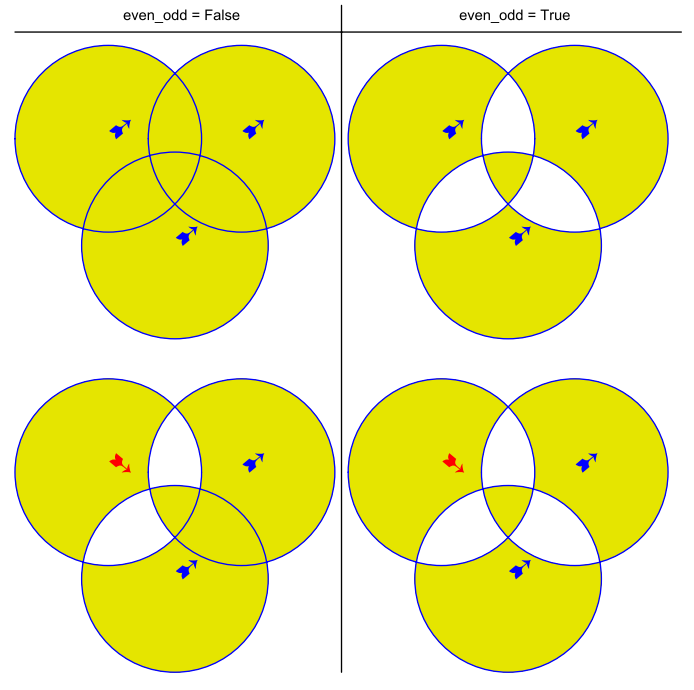 even_odd = False
even_odd = True